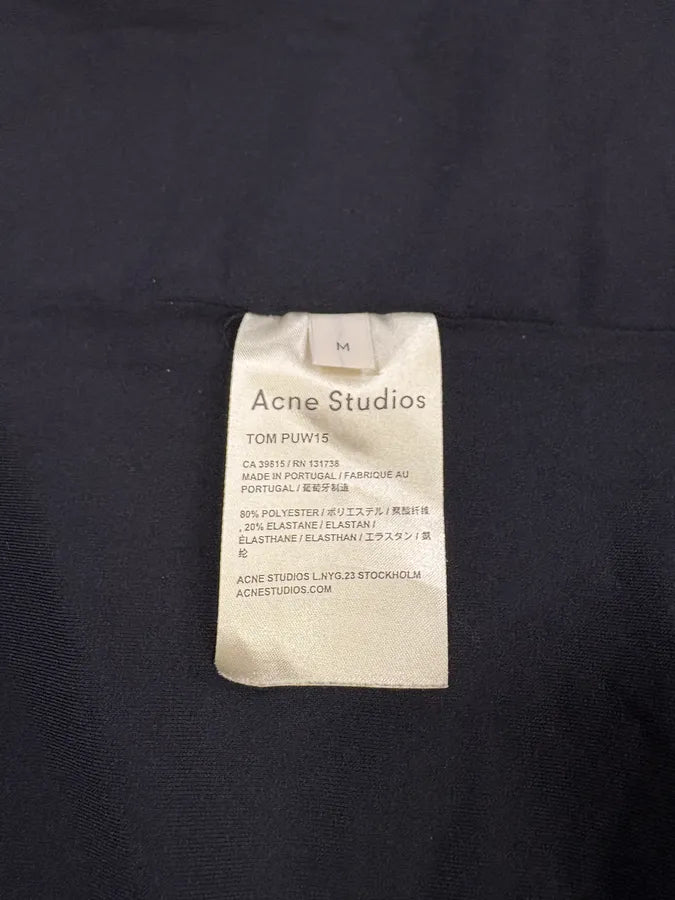 M
Acne Studios
TOM PUW15
CA 39815 / RN 131738
MADE IN PORTUGAL / FABRIQUÉ AU
PORTUGAL / 葡萄牙制造
80% POLYESTER / ポリエステル / 聚酸纤维
, 20% ELASTANE / ELASTAN /
ÉLASTHANE / ELASTHAN / エラスタン / 氨
纶
ACNE STUDIOS L.NYG.23 STOCKHOLM
ACNESTUDIOS.COM